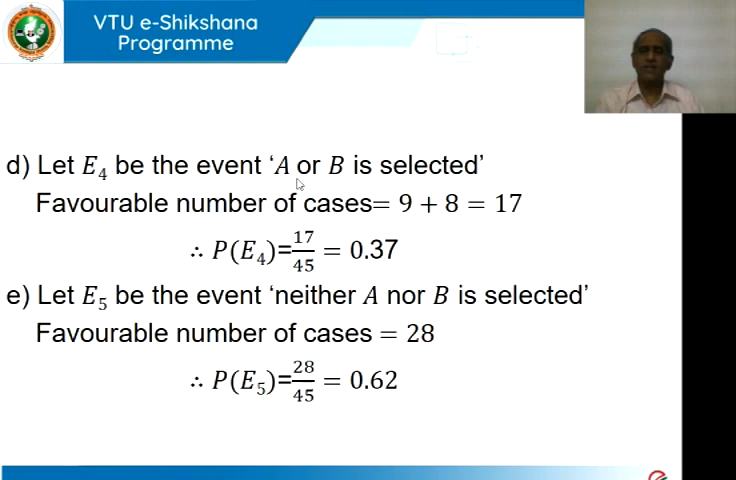 VTU e-Shikshana
Programme
d) Let E₄ be the event ‘A or B is selected’
Favourable number of cases= 9 + 8 = 17
∴ P(E₄)=17/45 = 0.37
e) Let E₅ be the event ‘neither A nor B is selected’
Favourable number of cases = 28
∴ P(E₅)=28/45 = 0.62